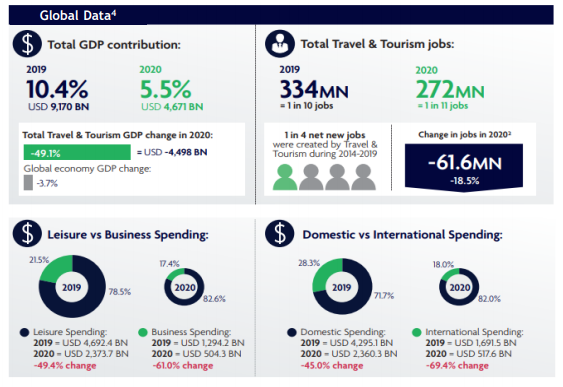 Global Data4
Total GDP contribution:
2019
10.4%
USD 9,170 BN
2020
5.5%
USD 4,671 BN
Total Travel & Tourism GDP change in 2020:
-49.1%
= USD -4,498 BN
Global economy GDP change:
-3.7%
Total Travel & Tourism jobs:
2019
334MN
= 1 in 10 jobs
2020
272MN
= 1 in 11 jobs
1 in 4 net new jobs
were created by Travel &
Tourism during 2014-2019
Change in jobs in 2020³
-61.6MN
-18.5%
Leisure vs Business Spending:
21.5%
2019
78.5%
17.4%
2020
82.6%
Leisure Spending:
2019 = USD 4,692.4 BN
2020 = USD 2,373.7 BN
-49.4% change
Business Spending:
2019 = USD 1,294.2 BN
2020 = USD 504.3 BN
-61.0% change
Domestic vs International Spending:
28.3%
2019
71.7%
18.0%
2020
82.0%
Domestic Spending:
2019 = USD 4,295.1 BN
2020 = USD 2,360.3 BN
-45.0% change
International Spending:
2019 = USD 1,691.5 BN
2020 = USD 517.6 BN
-69.4% change